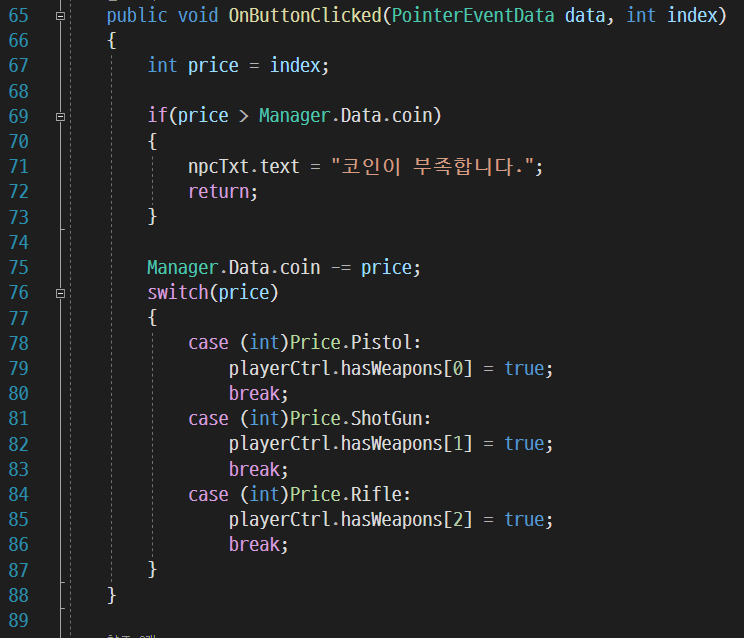 65 public void OnButtonClicked(PointerEventData data, int index)
66 {
67 int price = index;
68
69 if(price > Manager.Data.coin)
70 {
71 npcTxt.text = "코인이 부족합니다.";
72 return;
73 }
74
75 Manager.Data.coin -= price;
76 switch(price)
77 {
78 case (int)Price.Pistol:
79 playerCtrl.hasWeapons[0] = true;
80 break;
81 case (int)Price.ShotGun:
82 playerCtrl.hasWeapons[1] = true;
83 break;
84 case (int)Price.Rifle:
85 playerCtrl.hasWeapons[2] = true;
86 break;
87 }
88 }
89